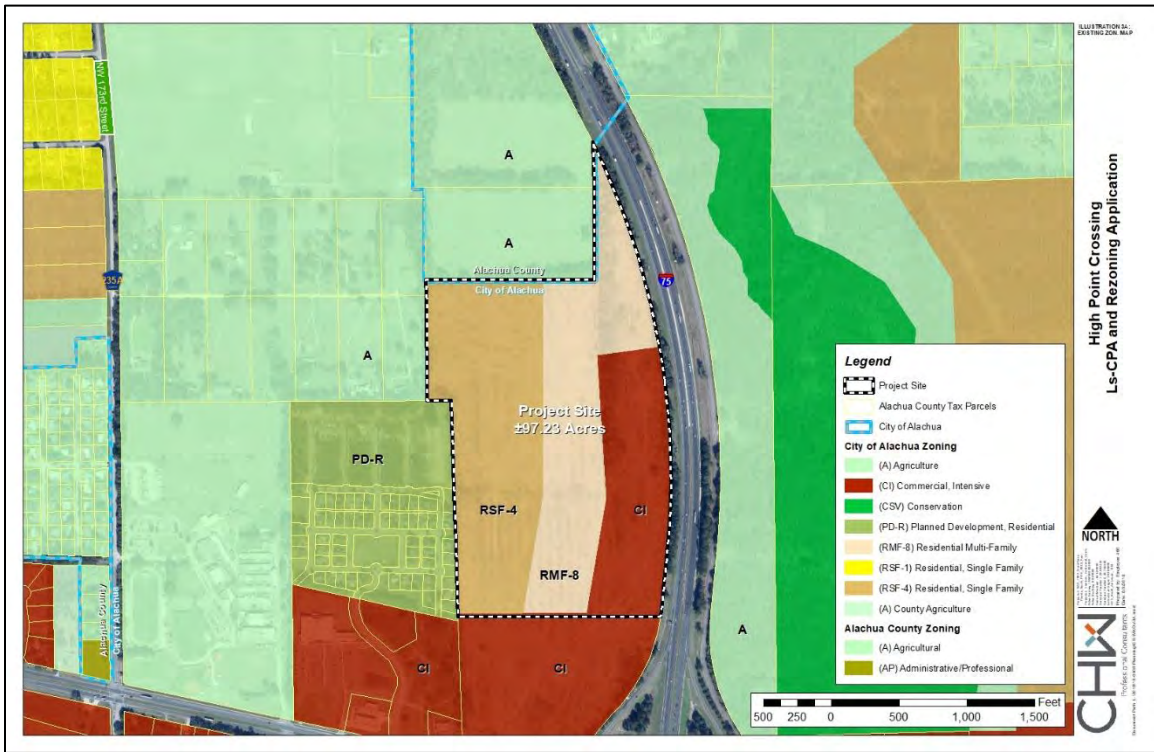 ILLUSTRATION 3A:
EXISTING ZON. MAP
High Point Crossing
Ls-CPA and Rezoning Application
NW 173rd Street
A
A
Alachua County
City of Alachua
235A
75
A
Project Site
±97.23 Acres
PD-R
RSF-4
CI
RMF-8
A
CI
CI
Alachua County
City of Alachua
Legend
Project Site
Alachua County Tax Parcels
City of Alachua
City of Alachua Zoning
(A) Agriculture
(CI) Commercial, Intensive
(CSV) Conservation
(PD-R) Planned Development, Residential
(RMF-8) Residential Multi-Family
(RSF-1) Residential, Single Family
(RSF-4) Residential, Single Family
(A) County Agriculture
Alachua County Zoning
(A) Agricultural
(AP) Administrative/Professional
Feet
500 250 0 500 1,000 1,500
NORTH
CHW
Professional Consultants